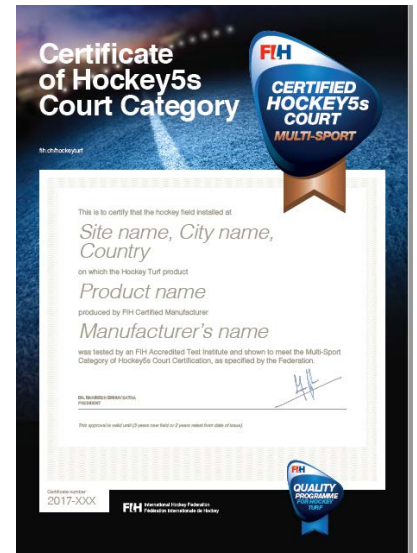 Certificate
of Hockey5s
Court Category
fih.ch/hockeyturf
FIH
CERTIFIED
HOCKEY5s
COURT
MULTI-SPORT
This is to certify that the hockey field installed at
Site name, City name,
Country
on which the Hockey Turf product
Product name
produced by FIH Certified Manufacturer
Manufacturer's name
was tested by an FIH Accredited Test Institute and shown to meet the Multi-Sport
Category of Hockey5s Court Certification, as specified by the Federation.
PRESIDENT
This approval is valid until [3 years new field or 2 years retest from date of issue]
Certificate number
2017-XXX
FIH
International Hockey Federation
Fédération Internationale de Hockey
FIH
QUALITY
PROGRAMME
FOR HOCKEY
TURF